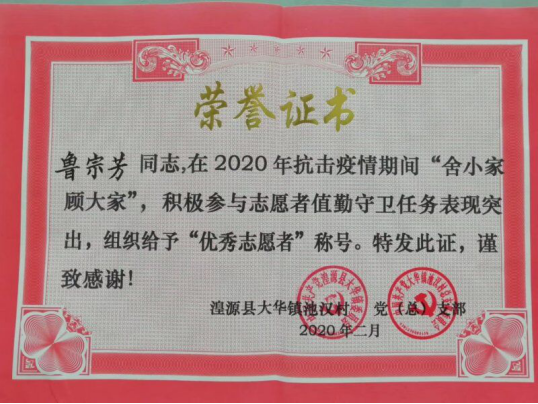 荣誉证书
鲁宗芳 同志,在2020年抗击疫情期间“舍小家
顾大家”，积极参与志愿者值勤守卫任务表现突
出，组织给予“优秀志愿者”称号。特发此证，谨
致感谢!
湟源县大华镇池汉村 党（总）支部
2020年二月